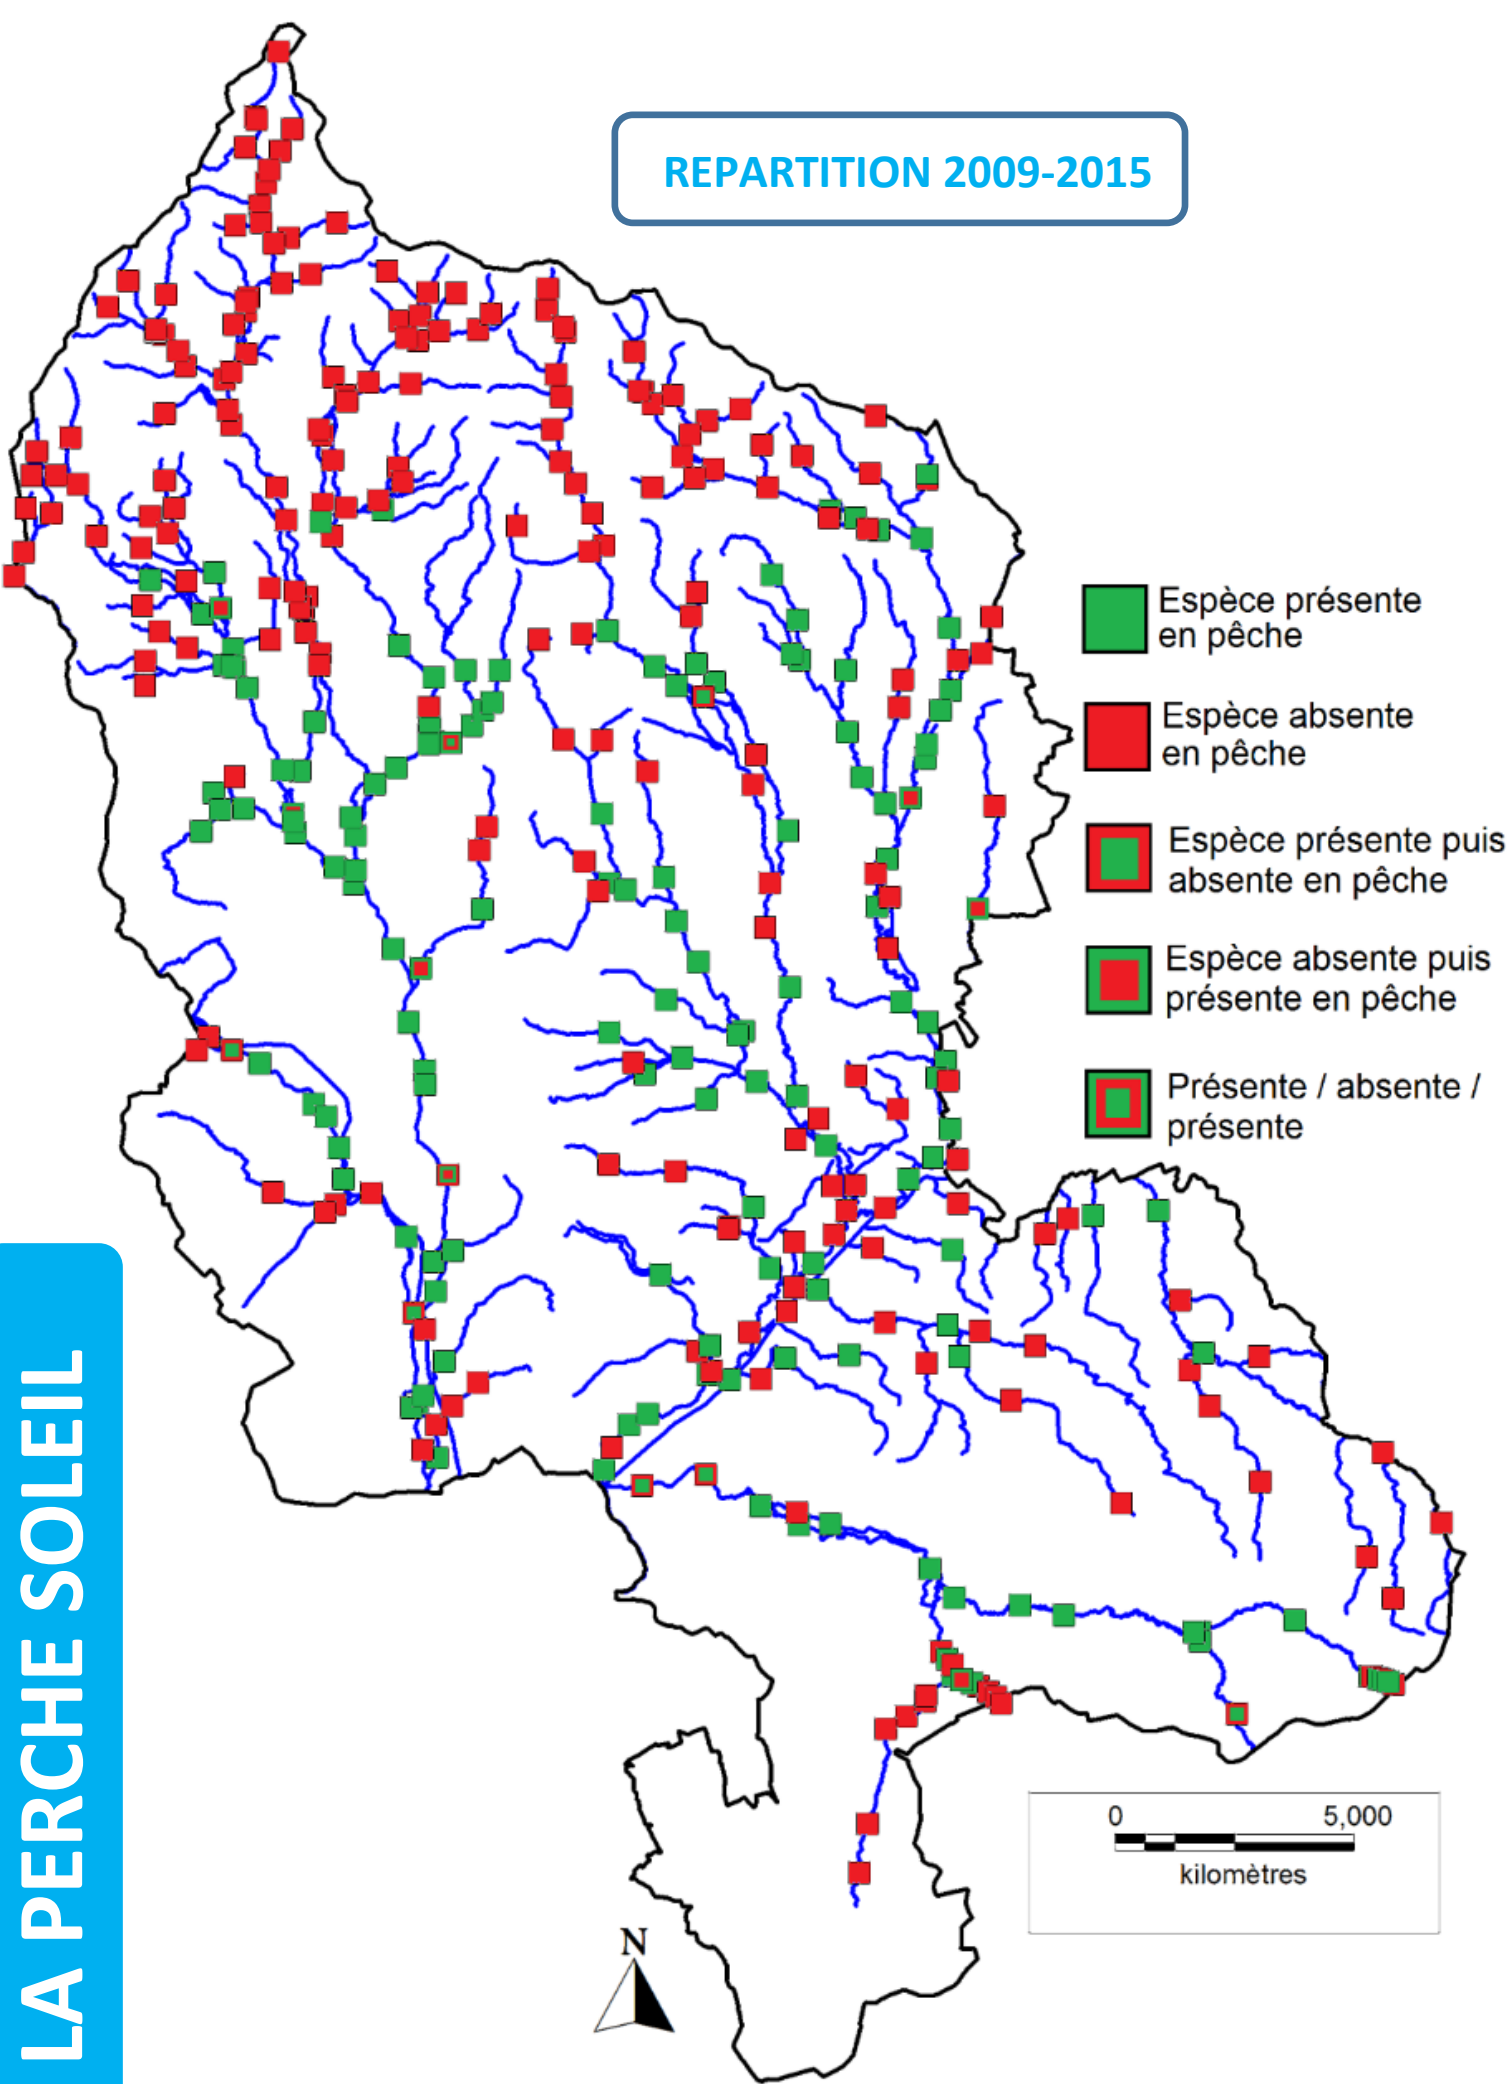 REPARTITION 2009-2015
Espèce présente
en pêche
Espèce absente
en pêche
Espèce présente puis
absente en pêche
Espèce absente puis
présente en pêche
Présente / absente /
présente
LA PERCHE SOLEIL
0 5,000
kilomètres
N